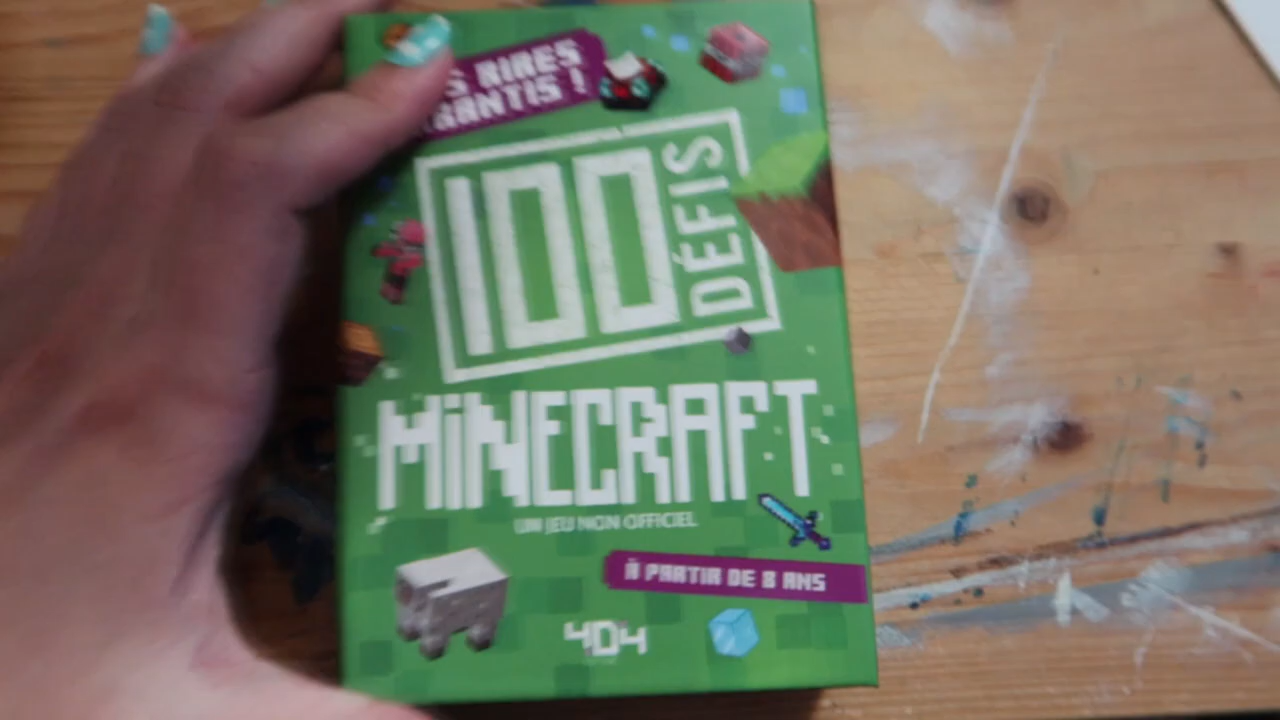 RIRES
100
DÉFIS
MINECRAFT
UN JEU NON OFFICIEL
À PARTIR DE 8 ANS
404